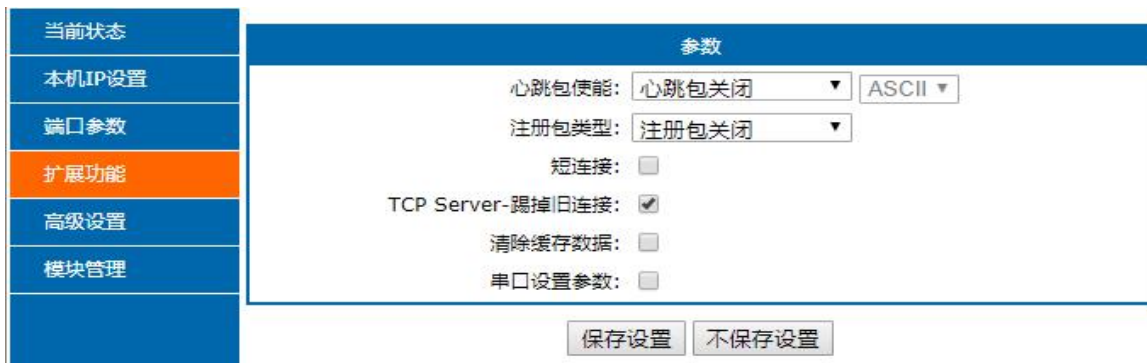 当前状态
本机IP设置
端口参数
扩展功能
高级设置
模块管理
参数
心跳包使能: 心跳包关闭 ASCII
注册包类型: 注册包关闭
短连接:
TCP Server-踢掉旧连接:
清除缓存数据:
串口设置参数:
保存设置 不保存设置